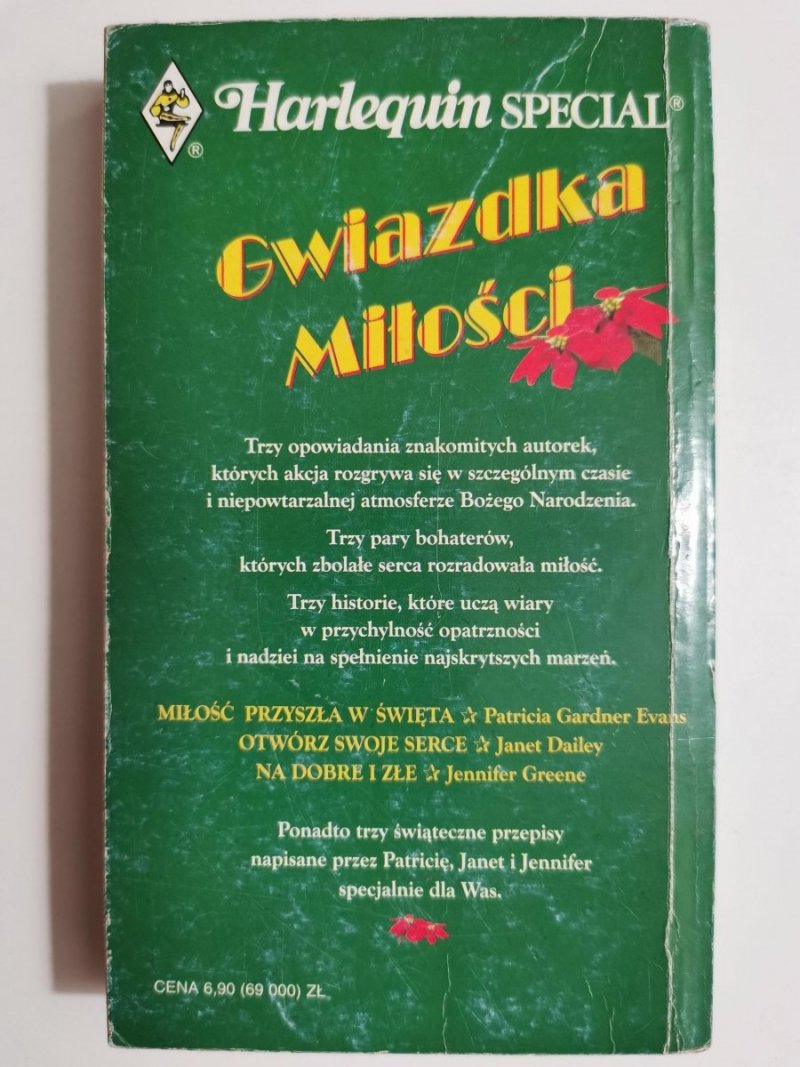 Harlequin SPECIAL®
®
Gwiazdka
Miłości
Trzy opowiadania znakomitych autorek,
których akcja rozgrywa się w szczególnym czasie
i niepowtarzalnej atmosferze Bożego Narodzenia.
Trzy pary bohaterów,
których zbolałe serca rozradowała miłość.
Trzy historie, które uczą wiary
w przychylność opatrzności
i nadziei na spełnienie najskrytszych marzeń.
MIŁOŚĆ PRZYSZŁA W ŚWIĘTA ✰ Patricia Gardner Evans
OTWÓRZ SWOJE SERCE ✰ Janet Dailey
NA DOBRE I ZŁE ✰ Jennifer Greene
Ponadto trzy świąteczne przepisy
napisane przez Patricię, Janet i Jennifer
specjalnie dla Was.
CENA 6,90 (69 000) ZŁ